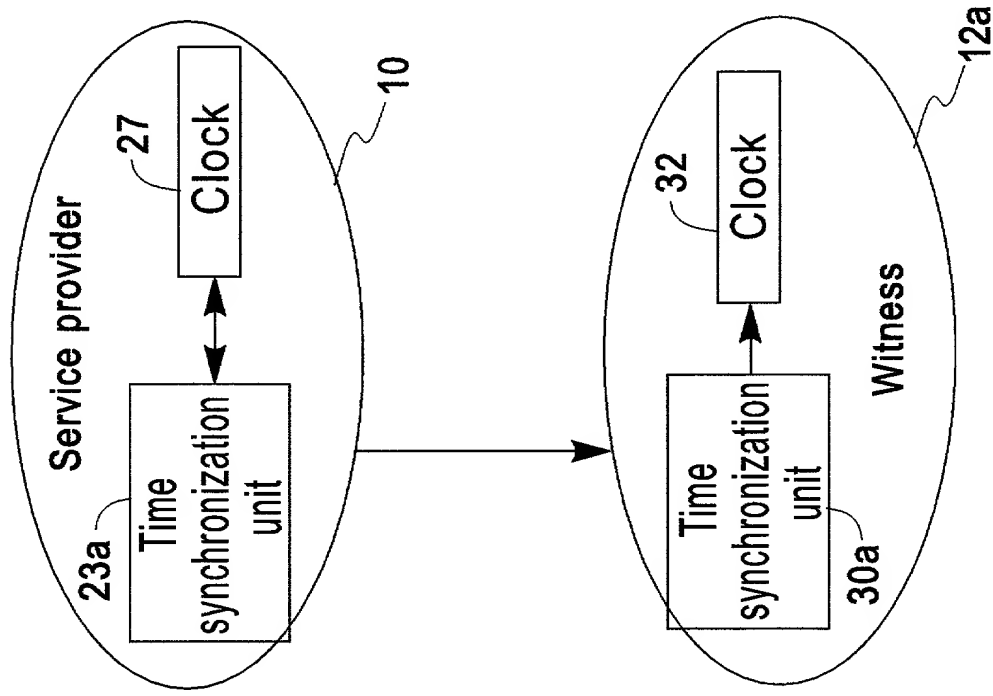 Service provider
23a
Time
synchronization
unit
27
Clock
10
Witness
30a
Time
synchronization
unit
32
Clock
12a